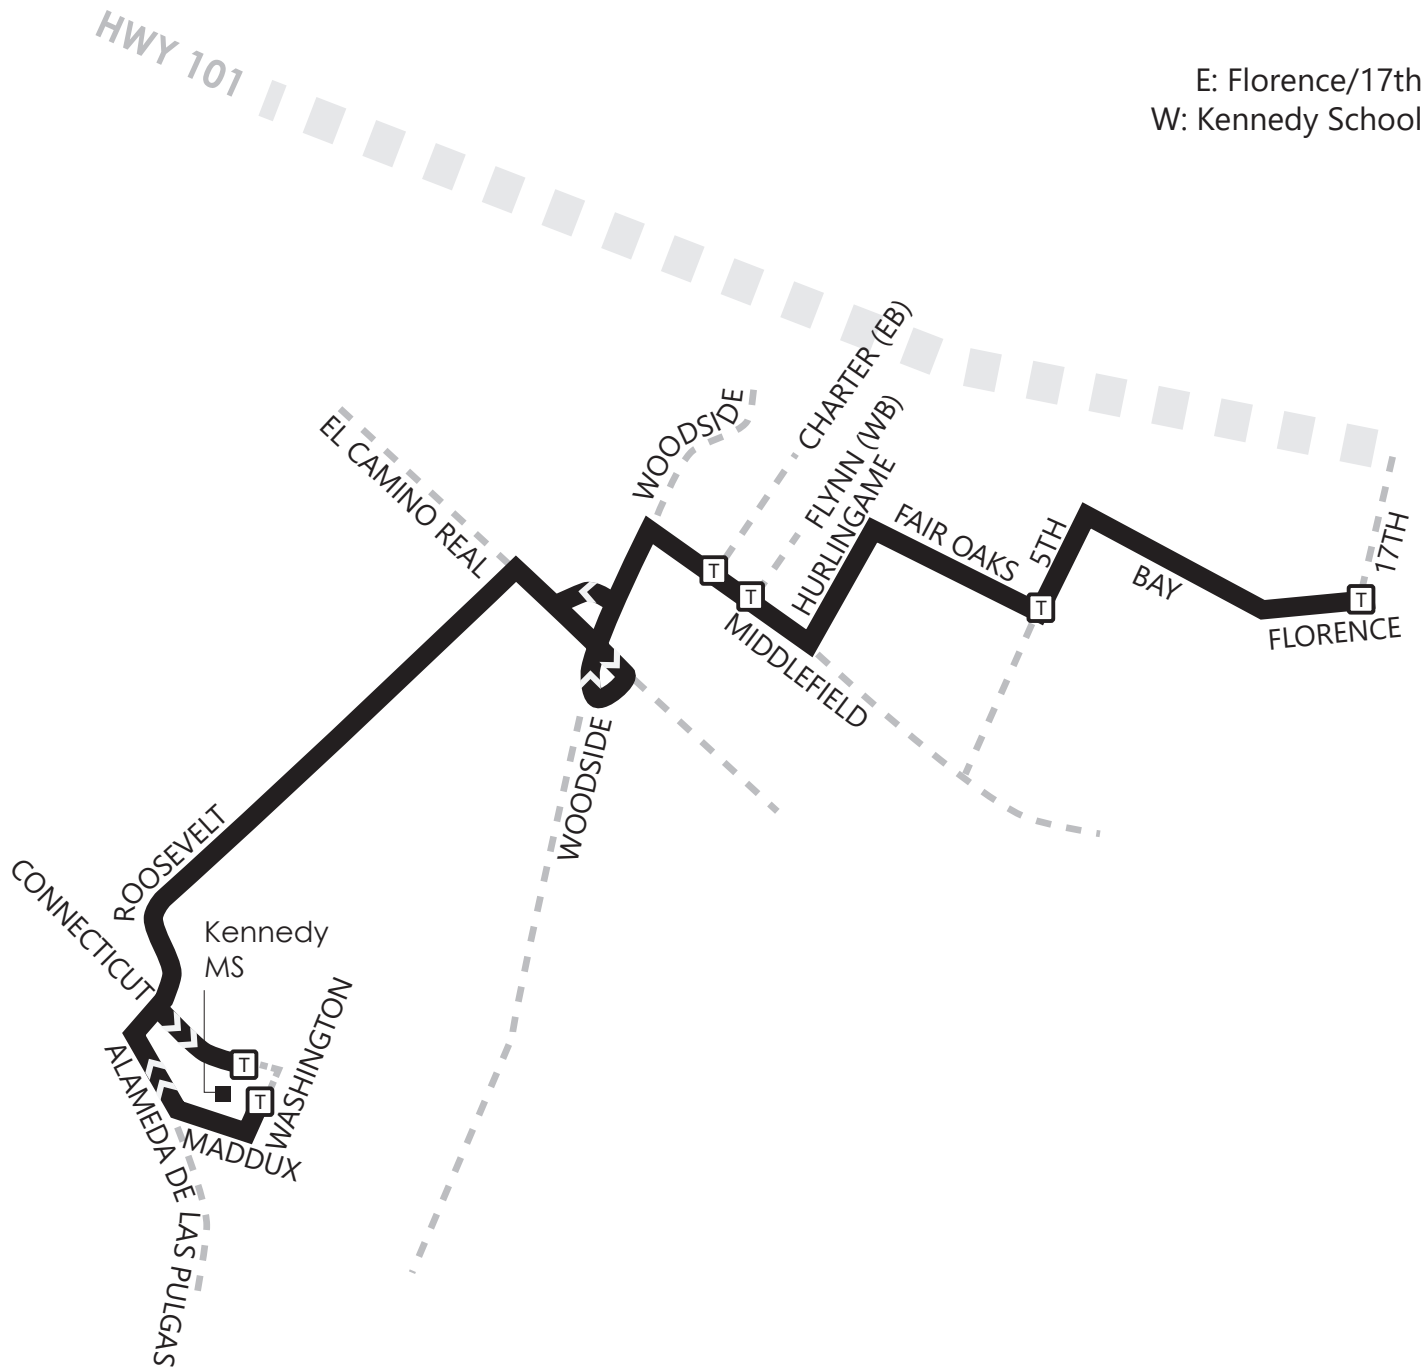 HWY 101
E: Florence/17th
W: Kennedy School
CHARTER (EB)
WOODSIDE
FLYNN (WB)
EL CAMINO REAL
HURLINGAME
FAIR OAKS
5TH
17TH
BAY
T
T
T
T
FLORENCE
MIDDLEFIELD
WOODSIDE
ROOSEVELT
CONNECTICUT
Kennedy
MS
WASHINGTON
T
T
MADDUX
ALAMEDA DE LAS PULGAS